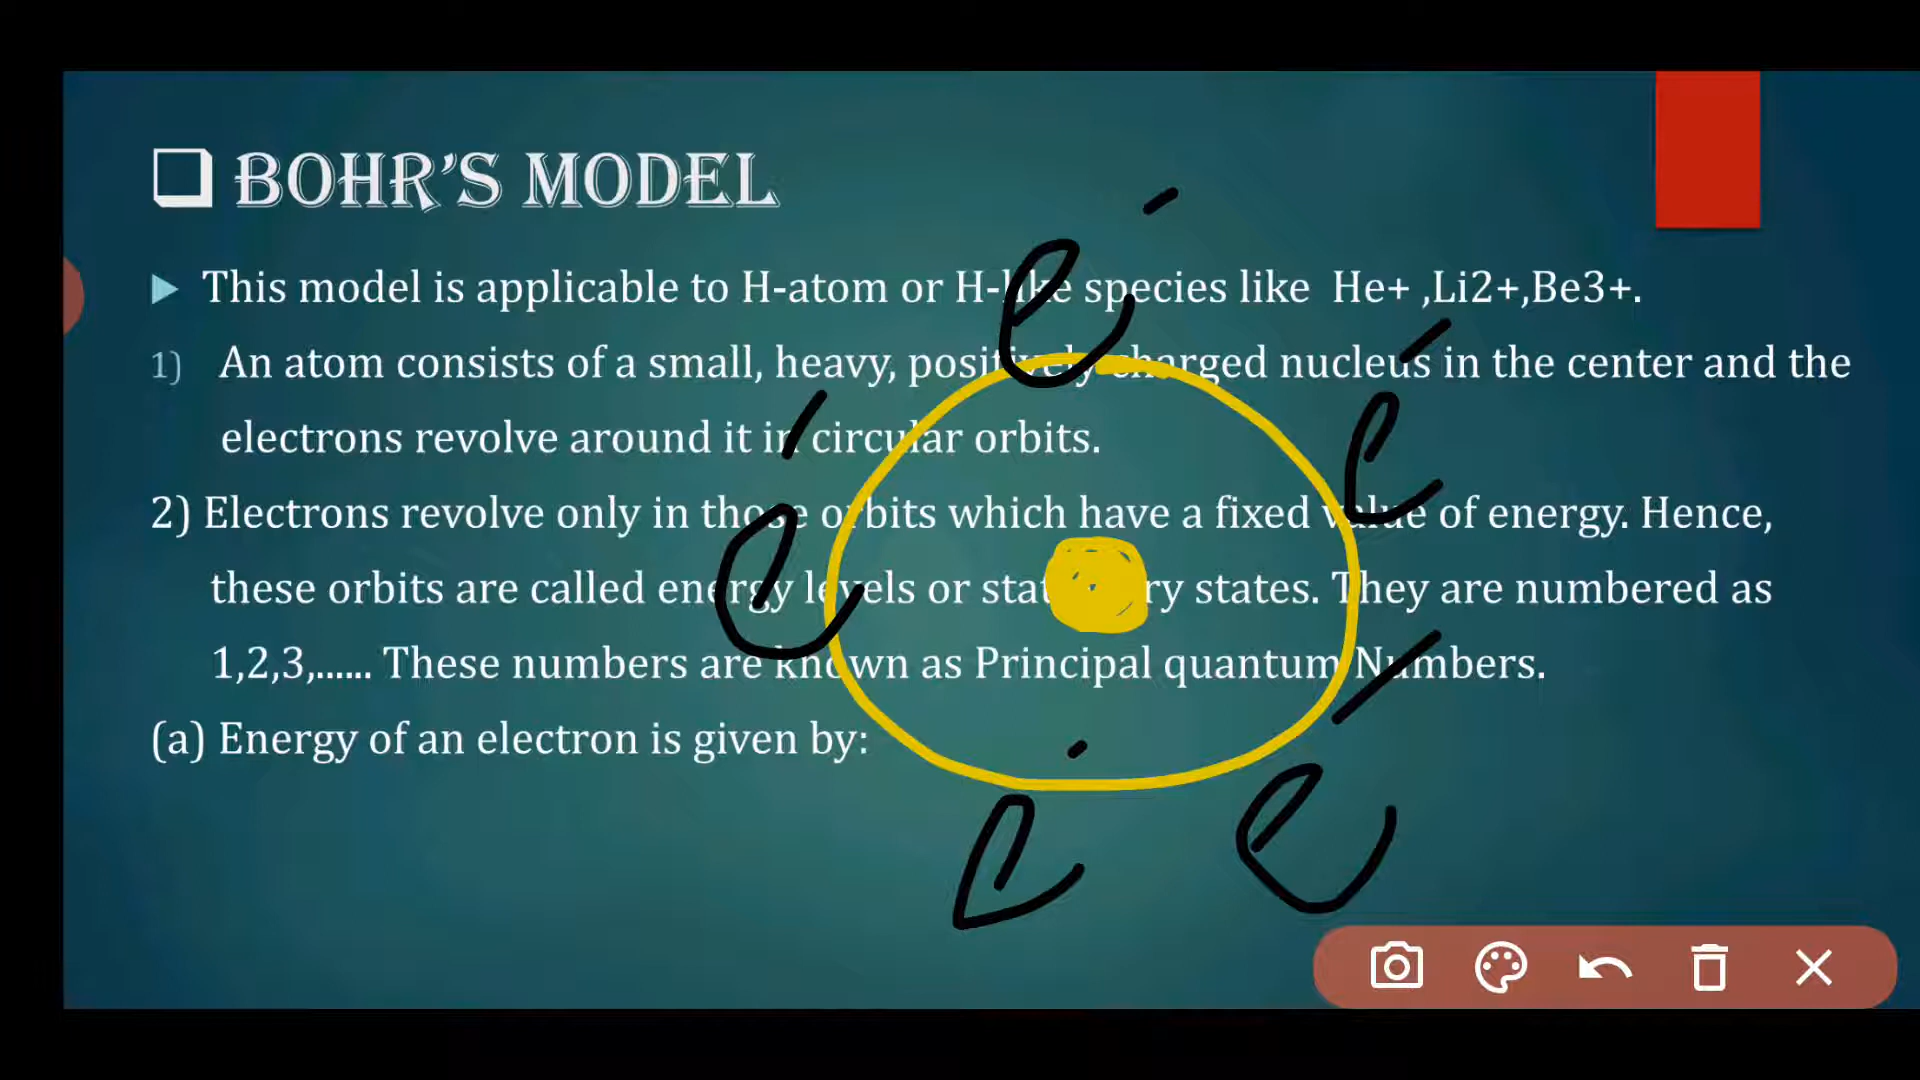 BOHR'S MODEL
This model is applicable to H-atom or H-like species like He+ ,Li2+,Be3+.
1) An atom consists of a small, heavy, positively charged nucleus in the center and the
electrons revolve around it in circular orbits.
2) Electrons revolve only in those orbits which have a fixed value of energy. Hence,
these orbits are called energy levels or stationary states. They are numbered as
1,2,3,...... These numbers are known as Principal quantum Numbers.
(a) Energy of an electron is given by:
e-
e-
e-
e-
e-